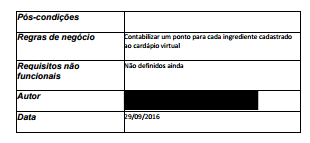 Pós-condições
Regras de negócio Contabilizar um ponto para cada ingrediente cadastrado
ao cardápio virtual
Requisitos não Não definidos ainda
funcionais
Autor
Data 29/09/2016